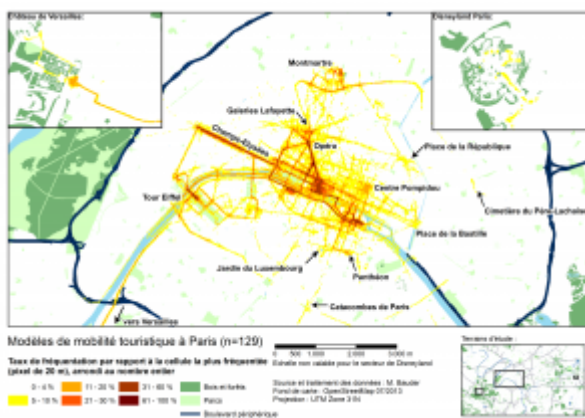 Château de Versailles:
Disneyland Paris:
Montmartre
Galeries Lafayette
Champs-Elysées
Opéra
Place de la République
Centre Pompidou
Tour Eiffel
Cimetière du Père-Lachaise
Place de la Bastille
Jardin du Luxembourg
Panthéon
Catacombes de Paris
vers Versailles
Modèles de mobilité touristique à Paris (n=129)
Taux de fréquentation par rapport à la cellule la plus fréquentée
(pixel de 20 m), arrondi au nombre entier
0 - 4 %
11 - 20 %
31 - 60 %
Bois et forêts
5 - 10 %
21 - 30 %
61 - 100 %
Parcs
Boulevard périphérique
0 500 1 000 2 000 3 000 m
Echelle non valable pour le secteur de Disneyland
Source et traitement des données : M. Bauder
Fond de carte : OpenStreetMap 07/2013
Projection : UTM Zone 31N
Terrains d'étude :